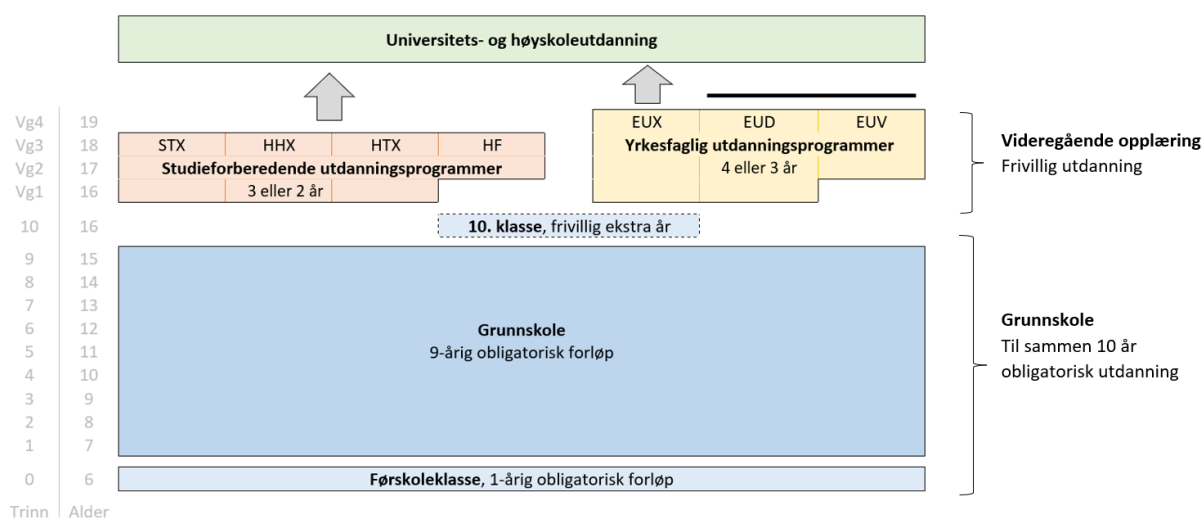 Universitets- og høyskoleutdanning
Vg4 19 EUX EUD EUV
Vg3 18 STX HHX HTX HF Yrkesfaglig utdanningsprogrammer
Vg2 17 Studieforberedende utdanningsprogrammer 4 eller 3 år
Vg1 16 3 eller 2 år
Videregående opplæring
Frivillig utdanning
10 16 10. klasse, frivillig ekstra år
9 15
8 14
7 13
6 12 Grunnskole
5 11 9-årig obligatorisk forløp
4 10
3 9
2 8
1 7
Grunnskole
Til sammen 10 år
obligatorisk utdanning
0 6 Førskoleklasse, 1-årig obligatorisk forløp
Trinn Alder